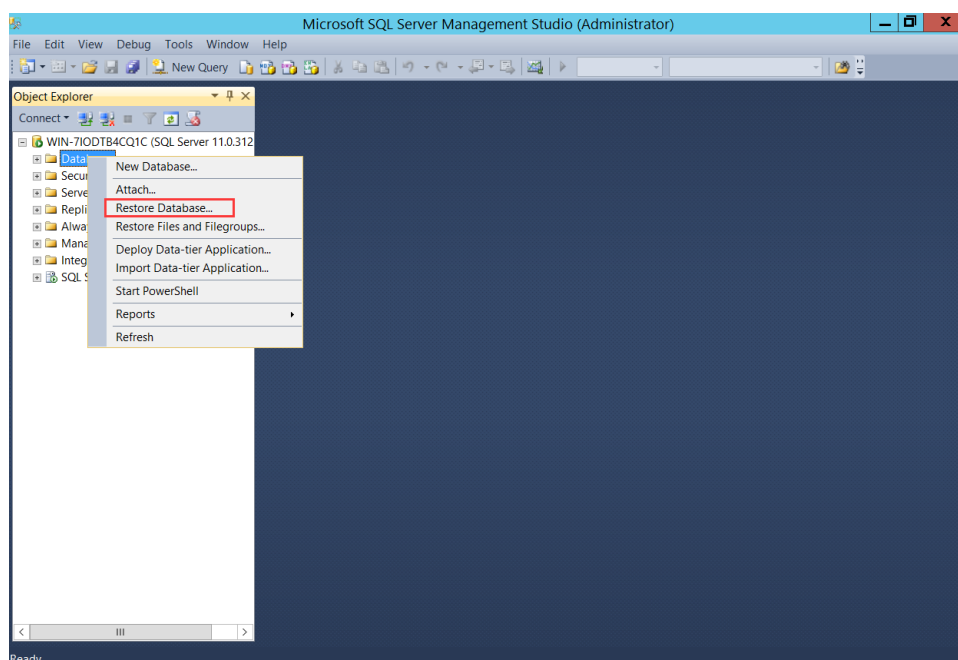 Microsoft SQL Server Management Studio (Administrator)
File Edit View Debug Tools Window Help
New Query
Object Explorer
Connect
WIN-7IODTB4CQ1C (SQL Server 11.0.312
Data
Secur
Serve
Repli
Alwa
Mana
Integ
SQL S
New Database...
Attach...
Restore Database...
Restore Files and Filegroups...
Deploy Data-tier Application...
Import Data-tier Application...
Start PowerShell
Reports
Refresh
Ready